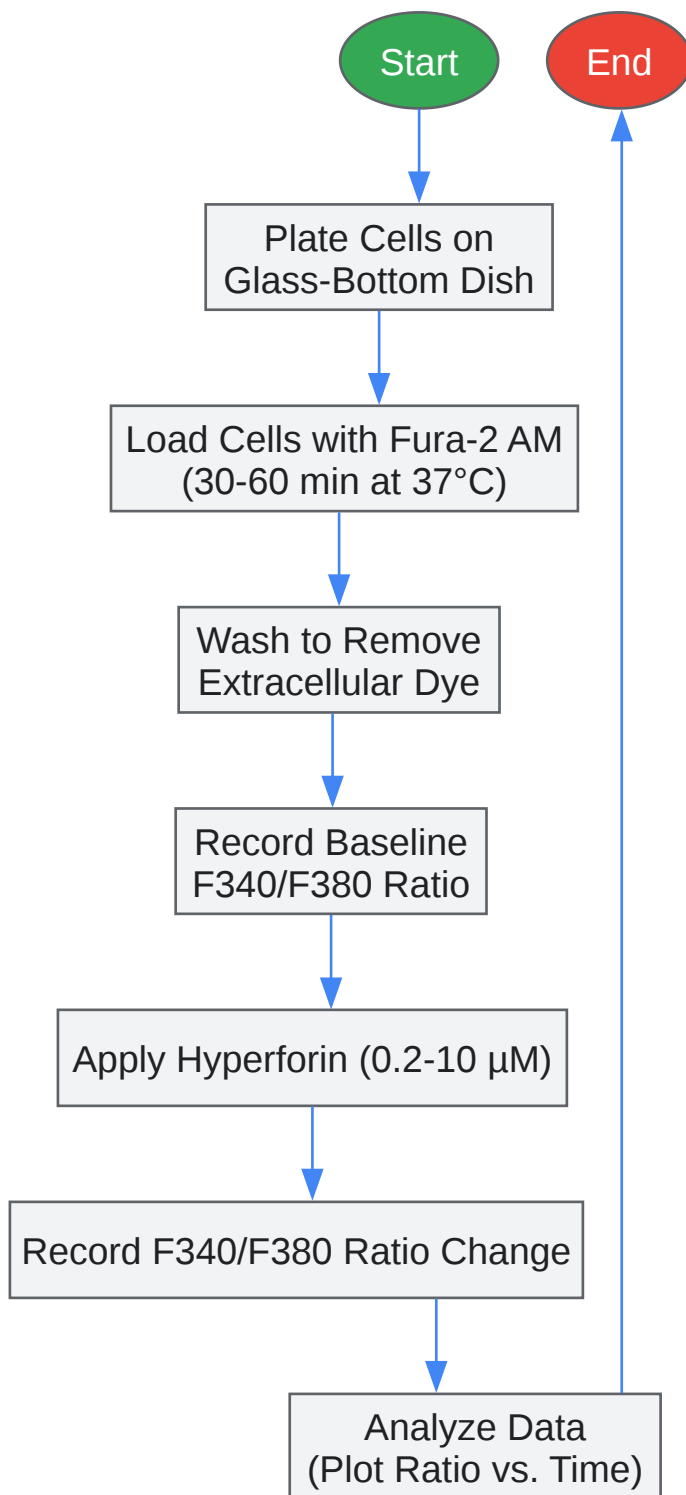 Start
End
Plate Cells on
Glass-Bottom Dish
Load Cells with Fura-2 AM
(30-60 min at 37°C)
Wash to Remove
Extracellular Dye
Record Baseline
F340/F380 Ratio
Apply Hyperforin (0.2-10 µM)
Record F340/F380 Ratio Change
Analyze Data
(Plot Ratio vs. Time)